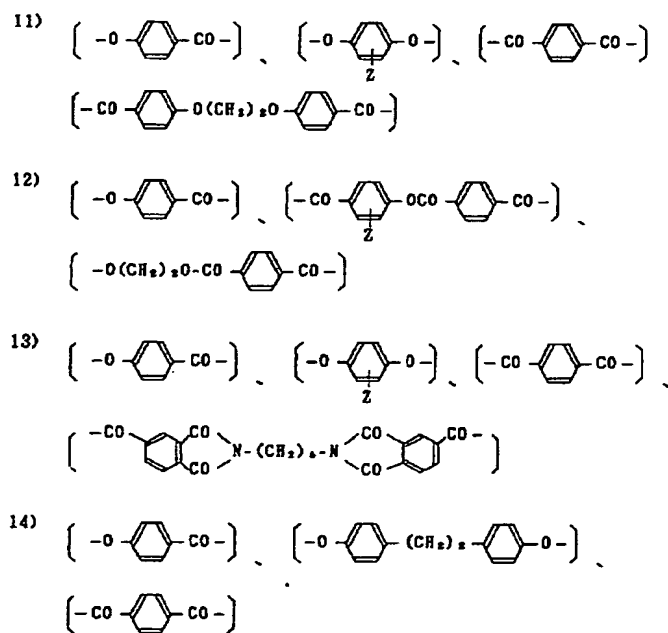 11) [-O-⌬-CO-]、[-O-⌬-O-]、[-CO-⌬-CO-]
Z
[-CO-⌬-O(CH₂)₂O-⌬-CO-]
12) [-O-⌬-CO-]、[-CO-⌬-OCO-⌬-CO-]、
Z
[-O(CH₂)₂O-CO-⌬-CO-]
13) [-O-⌬-CO-]、[-O-⌬-O-]、[-CO-⌬-CO-]、
Z
[-CO-⌬ CO CO N-(CH₂) -N CO CO ⌬-CO-]
14) [-O-⌬-CO-]、[-O-⌬-(CH₂)₂-⌬-O-]、
[-CO-⌬-CO-]